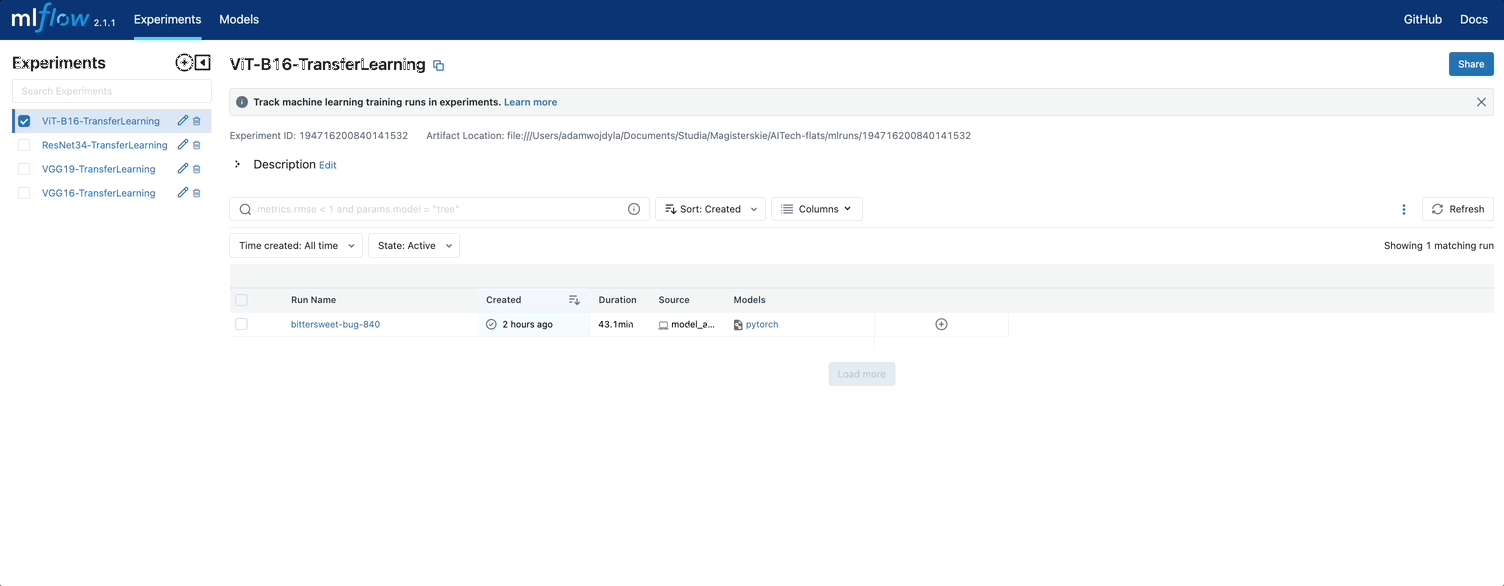 mlflow 2.1.1 Experiments Models GitHub Docs
Experiments
Search Experiments
ViT-B16-TransferLearning
ResNet34-TransferLearning
VGG19-TransferLearning
VGG16-TransferLearning
ViT-B16-TransferLearning
Share
Track machine learning training runs in experiments. Learn more
Experiment ID: 194716200840141532 Artifact Location: file:///Users/adamwojdyla/Documents/Studia/Magisterskie/AITech-flats/mlruns/194716200840141532
Description Edit
metrics.rmse < 1 and params.model = "tree" Sort: Created Columns Refresh
Time created: All time State: Active Showing 1 matching run
Run Name Created Duration Source Models
bittersweet-bug-840 2 hours ago 43.1min model_a... pytorch
Load more